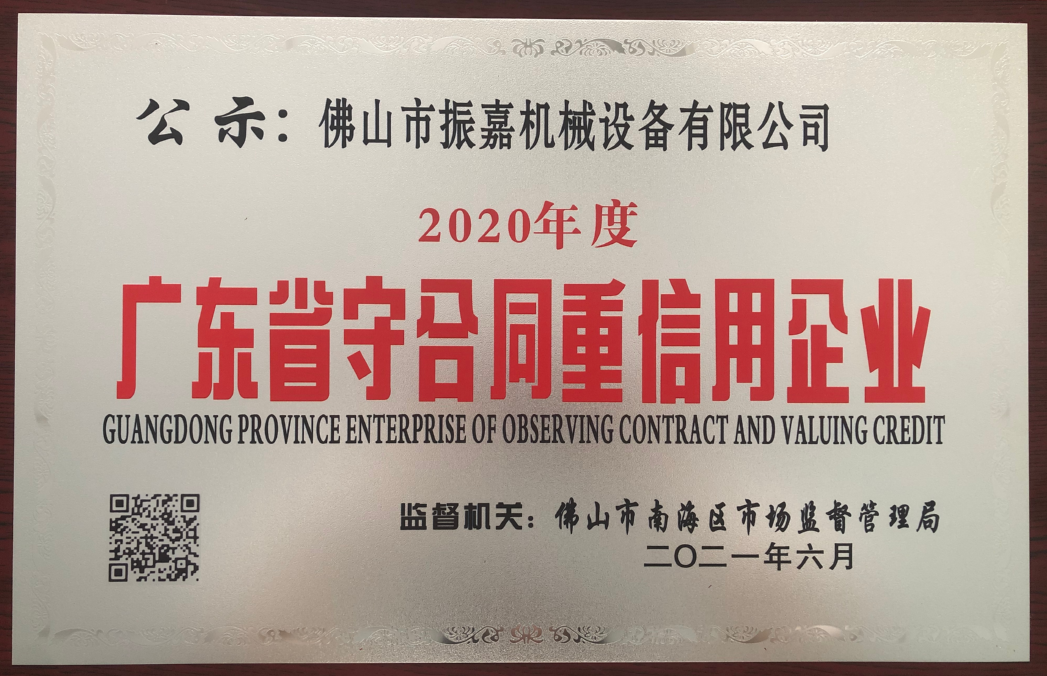 公示：佛山市振嘉机械设备有限公司
2020年度
广东省守合同重信用企业
GUANGDONG PROVINCE ENTERPRISE OF OBSERVING CONTRACT AND VALUING CREDIT
监督机关：佛山市南海区市场监督管理局
二〇二一年六月